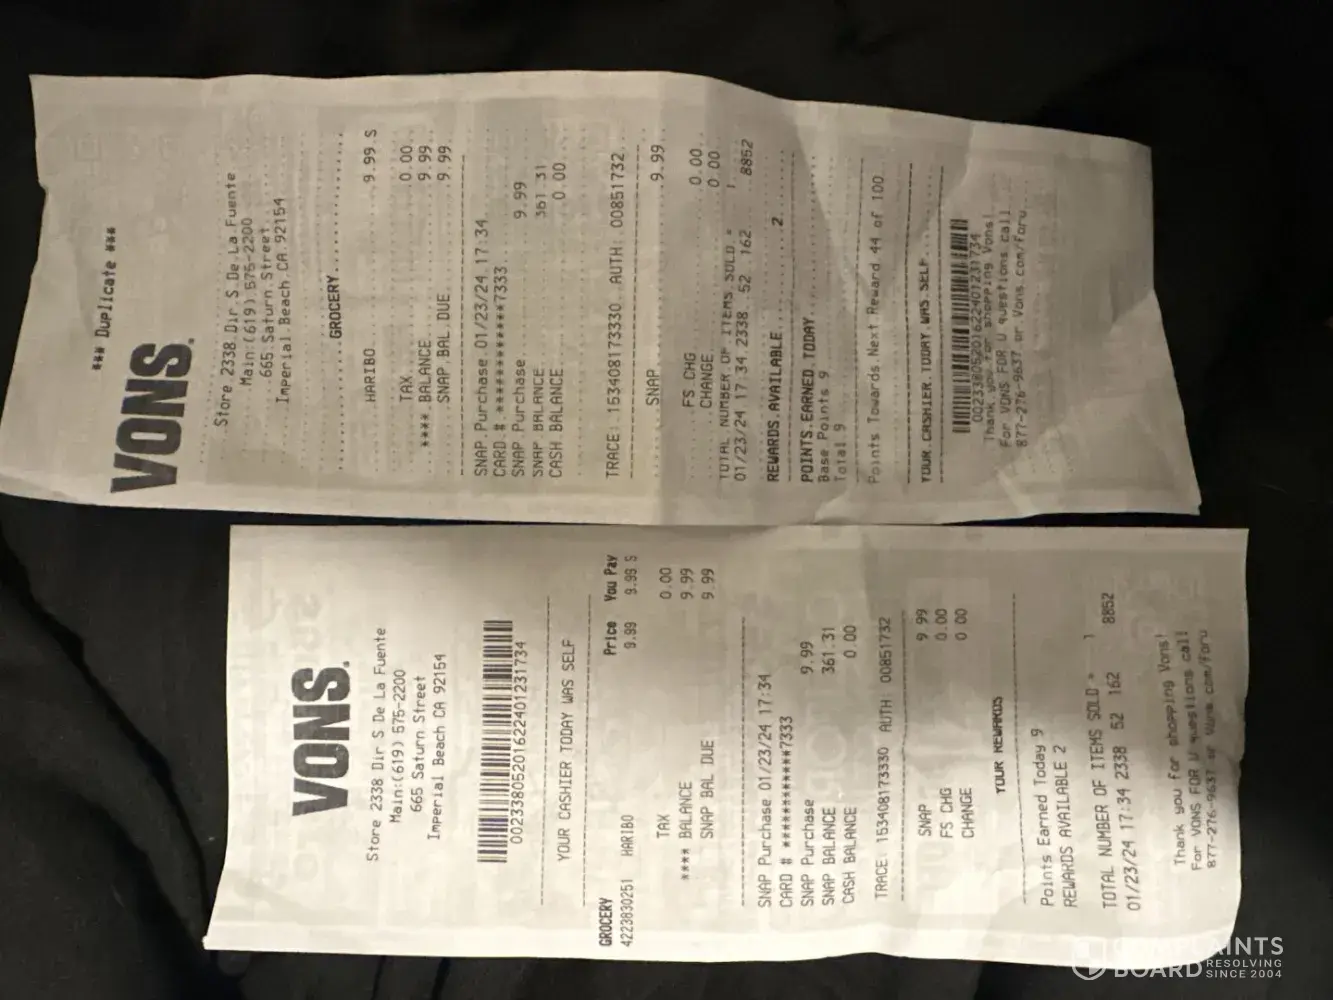 *** Duplicate ***
VONS.
Store 2338 Dir S De La Fuente
Main:(619) 575-2200
665 Saturn Street
Imperial Beach CA 92154
GROCERY
HARIBO 9.99 S
TAX 0.00
**** BALANCE 9.99
SNAP BAL DUE 9.99
SNAP Purchase 01/23/24 17:34
CARD # ************7333
SNAP Purchase 9.99
SNAP BALANCE 361.31
CASH BALANCE 0.00
TRACE: 153408173330 AUTH: 00851732
SNAP 9.99
FS CHG 0.00
CHANGE 0.00
TOTAL NUMBER OF ITEMS SOLD = 1
01/23/24 17:34 2338 52 162 8852
REWARDS AVAILABLE 2
POINTS EARNED TODAY
Base Points 9
Total 9
Points Towards Next Reward 44 of 100
YOUR CASHIER TODAY WAS SELF
00233805201622401231734
Thank you for shopping Vons!
For VONS FOR U questions call
877-276-9637 or Vons.com/foru
VONS.
Store 2338 Dir S De La Fuente
Main:(619) 575-2200
665 Saturn Street
Imperial Beach CA 92154
00233805201622401231734
YOUR CASHIER TODAY WAS SELF
Price You Pay
GROCERY
4223830251 HARIBO 9.99 9.99 S
TAX 0.00
**** BALANCE 9.99
SNAP BAL DUE 9.99
SNAP Purchase 01/23/24 17:34
CARD # ************7333
SNAP Purchase 9.99
SNAP BALANCE 361.31
CASH BALANCE 0.00
TRACE: 153408173330 AUTH: 00851732
SNAP 9.99
FS CHG 0.00
CHANGE 0.00
YOUR REWARDS
Points Earned Today 9
REWARDS AVAILABLE 2
TOTAL NUMBER OF ITEMS SOLD = 1
01/23/24 17:34 2338 52 162 8852
Thank you for shopping Vons!
For VONS FOR U questions call
877-276-9637 or Vons.com/foru
COMPLAINTS
BOARD RESOLVING SINCE 2004